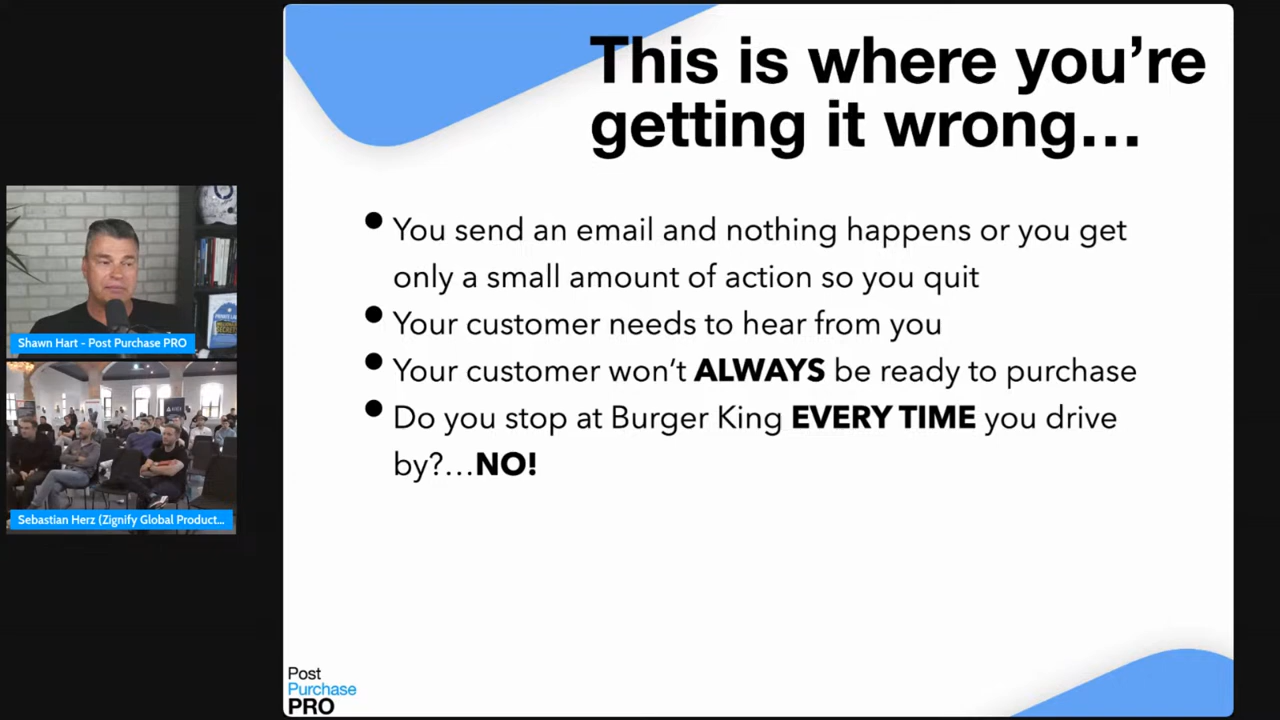 This is where you’re
getting it wrong…
You send an email and nothing happens or you get
only a small amount of action so you quit
Your customer needs to hear from you
Your customer won’t ALWAYS be ready to purchase
Do you stop at Burger King EVERY TIME you drive
by?…NO!
Shawn Hart - Post Purchase PRO
Sebastian Herz (Zignify Global Product...
Post
Purchase
PRO